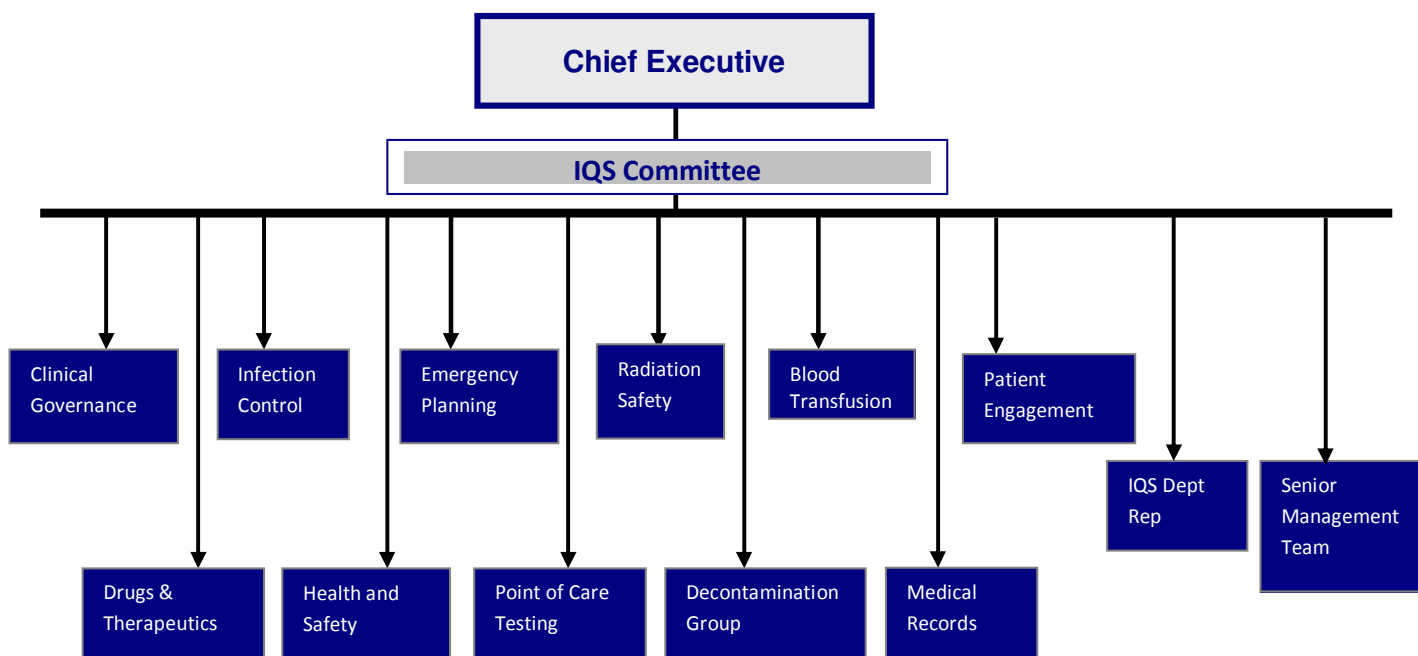 Chief Executive
IQS Committee
Clinical
Governance
Infection
Control
Emergency
Planning
Radiation
Safety
Blood
Transfusion
Patient
Engagement
IQS Dept
Rep
Senior
Management
Team
Drugs &
Therapeutics
Health and
Safety
Point of Care
Testing
Decontamination
Group
Medical
Records